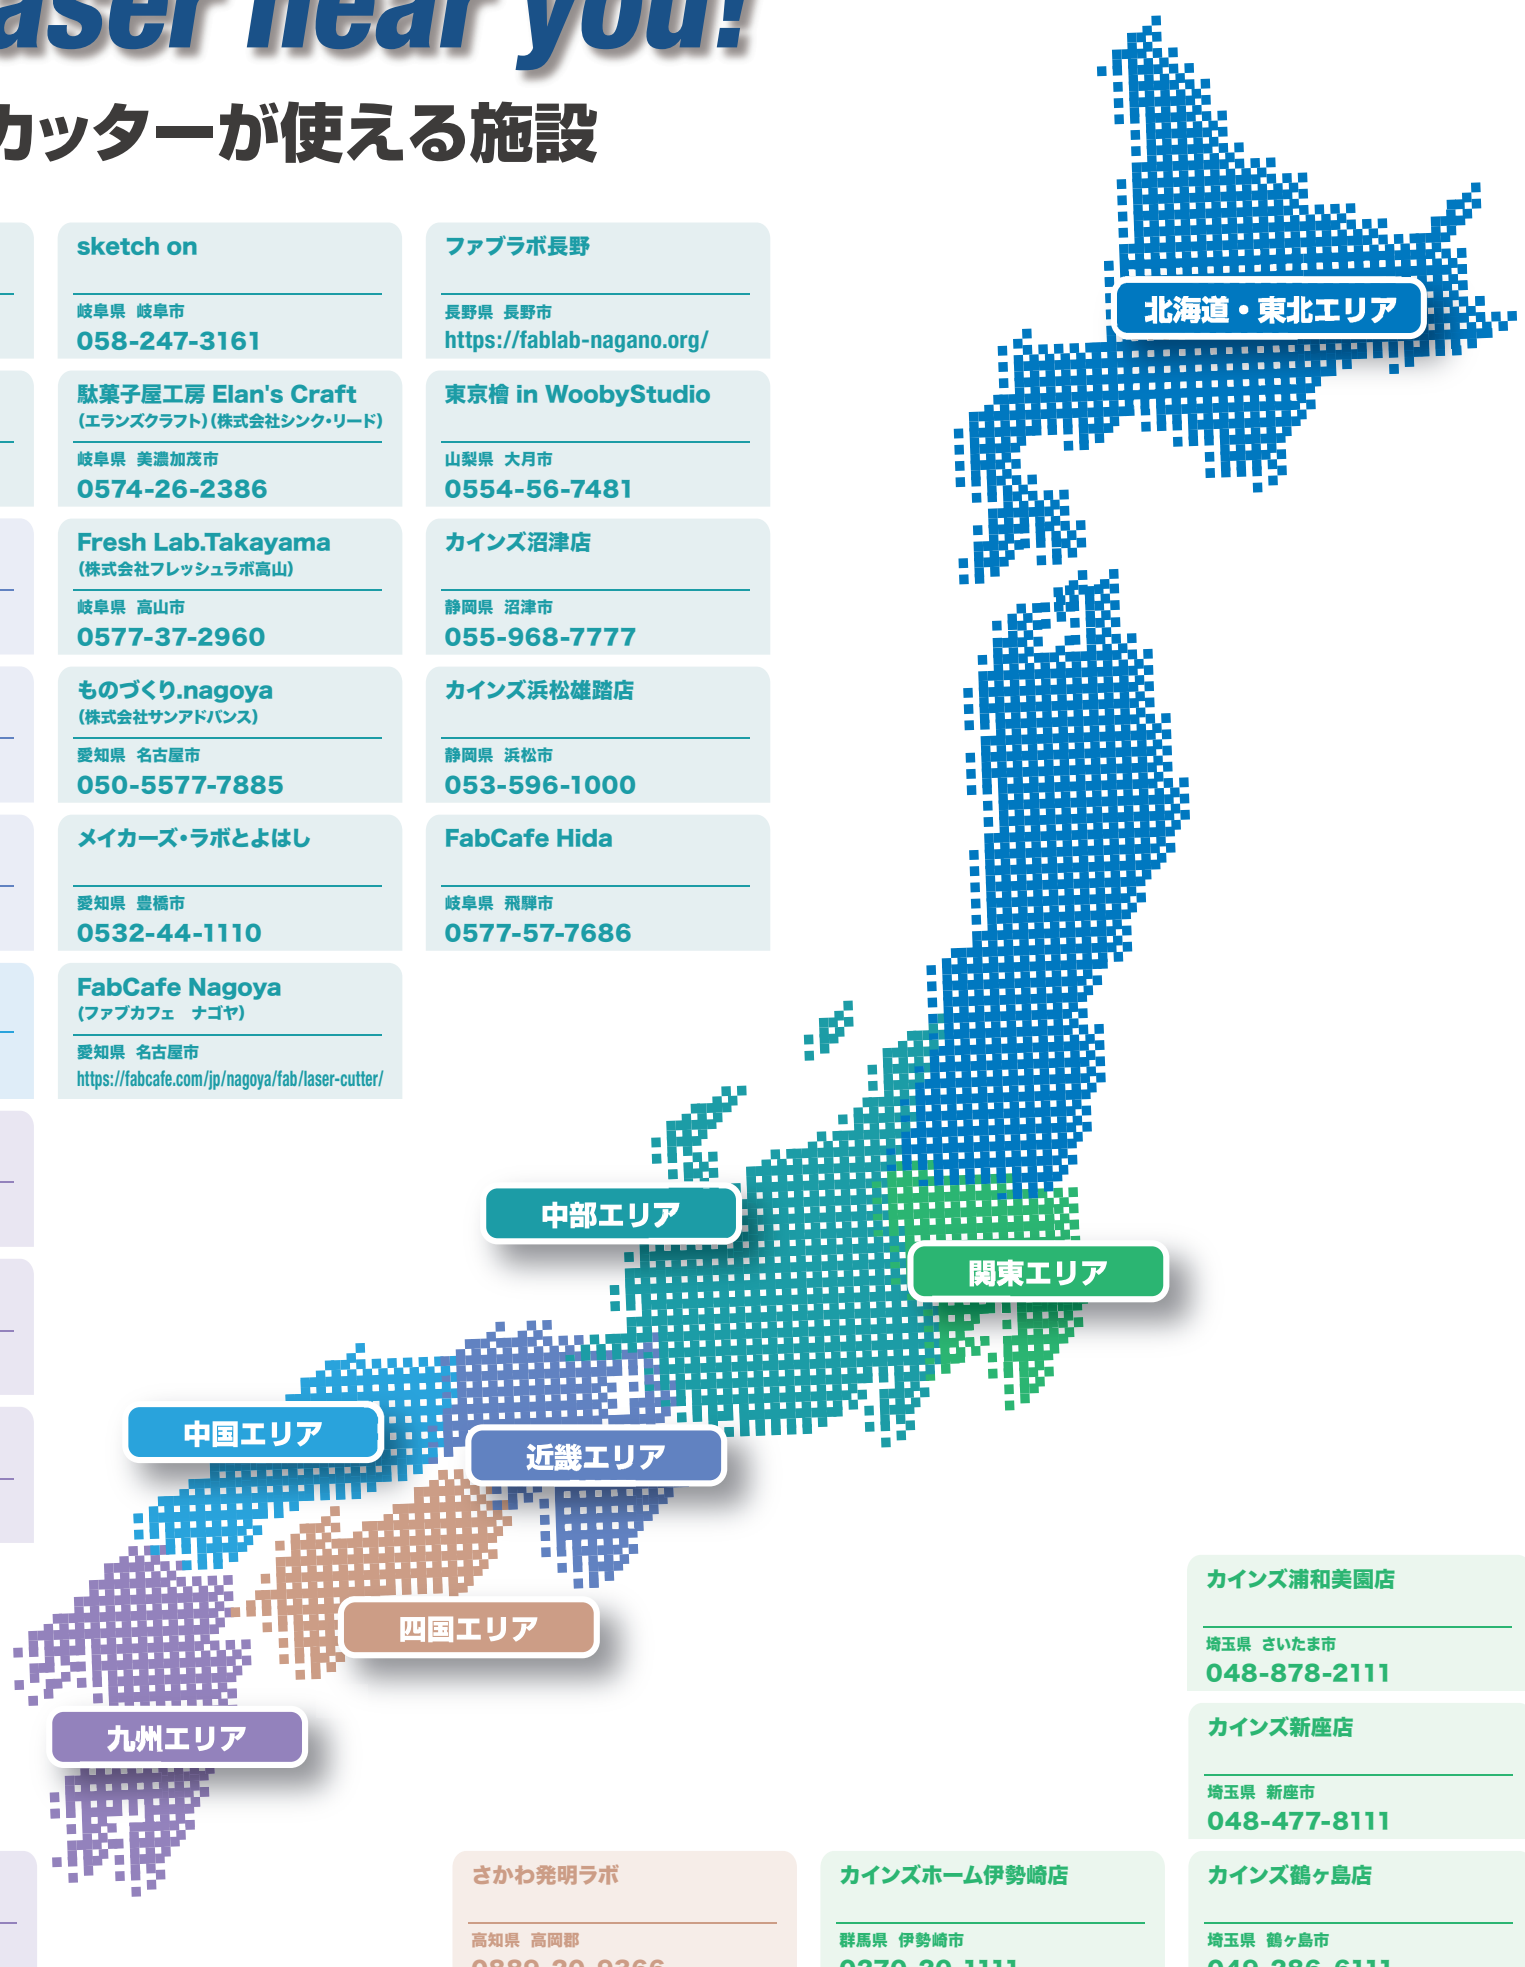 aser near you!
カッターが使える施設
sketch on
岐阜県 岐阜市
058-247-3161
駄菓子屋工房 Elan's Craft
（エランズクラフト）（株式会社シンク・リード）
岐阜県 美濃加茂市
0574-26-2386
Fresh Lab.Takayama
（株式会社フレッシュラボ高山）
岐阜県 高山市
0577-37-2960
ものづくり.nagoya
（株式会社サンアドバンス）
愛知県 名古屋市
050-5577-7885
メイカーズ・ラボとよはし
愛知県 豊橋市
0532-44-1110
FabCafe Nagoya
（ファブカフェ　ナゴヤ）
愛知県 名古屋市
https://fabcafe.com/jp/nagoya/fab/laser-cutter/
ファブラボ長野
長野県 長野市
https://fablab-nagano.org/
東京檜 in WoobyStudio
山梨県 大月市
0554-56-7481
カインズ沼津店
静岡県 沼津市
055-968-7777
カインズ浜松雄踏店
静岡県 浜松市
053-596-1000
FabCafe Hida
岐阜県 飛騨市
0577-57-7686
北海道・東北エリア
中部エリア
関東エリア
中国エリア
近畿エリア
四国エリア
九州エリア
さかわ発明ラボ
高知県 高岡郡
0889-20-9366
カインズホーム伊勢崎店
群馬県 伊勢崎市
0270-20-1111
カインズ浦和美園店
埼玉県 さいたま市
048-878-2111
カインズ新座店
埼玉県 新座市
048-477-8111
カインズ鶴ヶ島店
埼玉県 鶴ヶ島市
049-286-6111